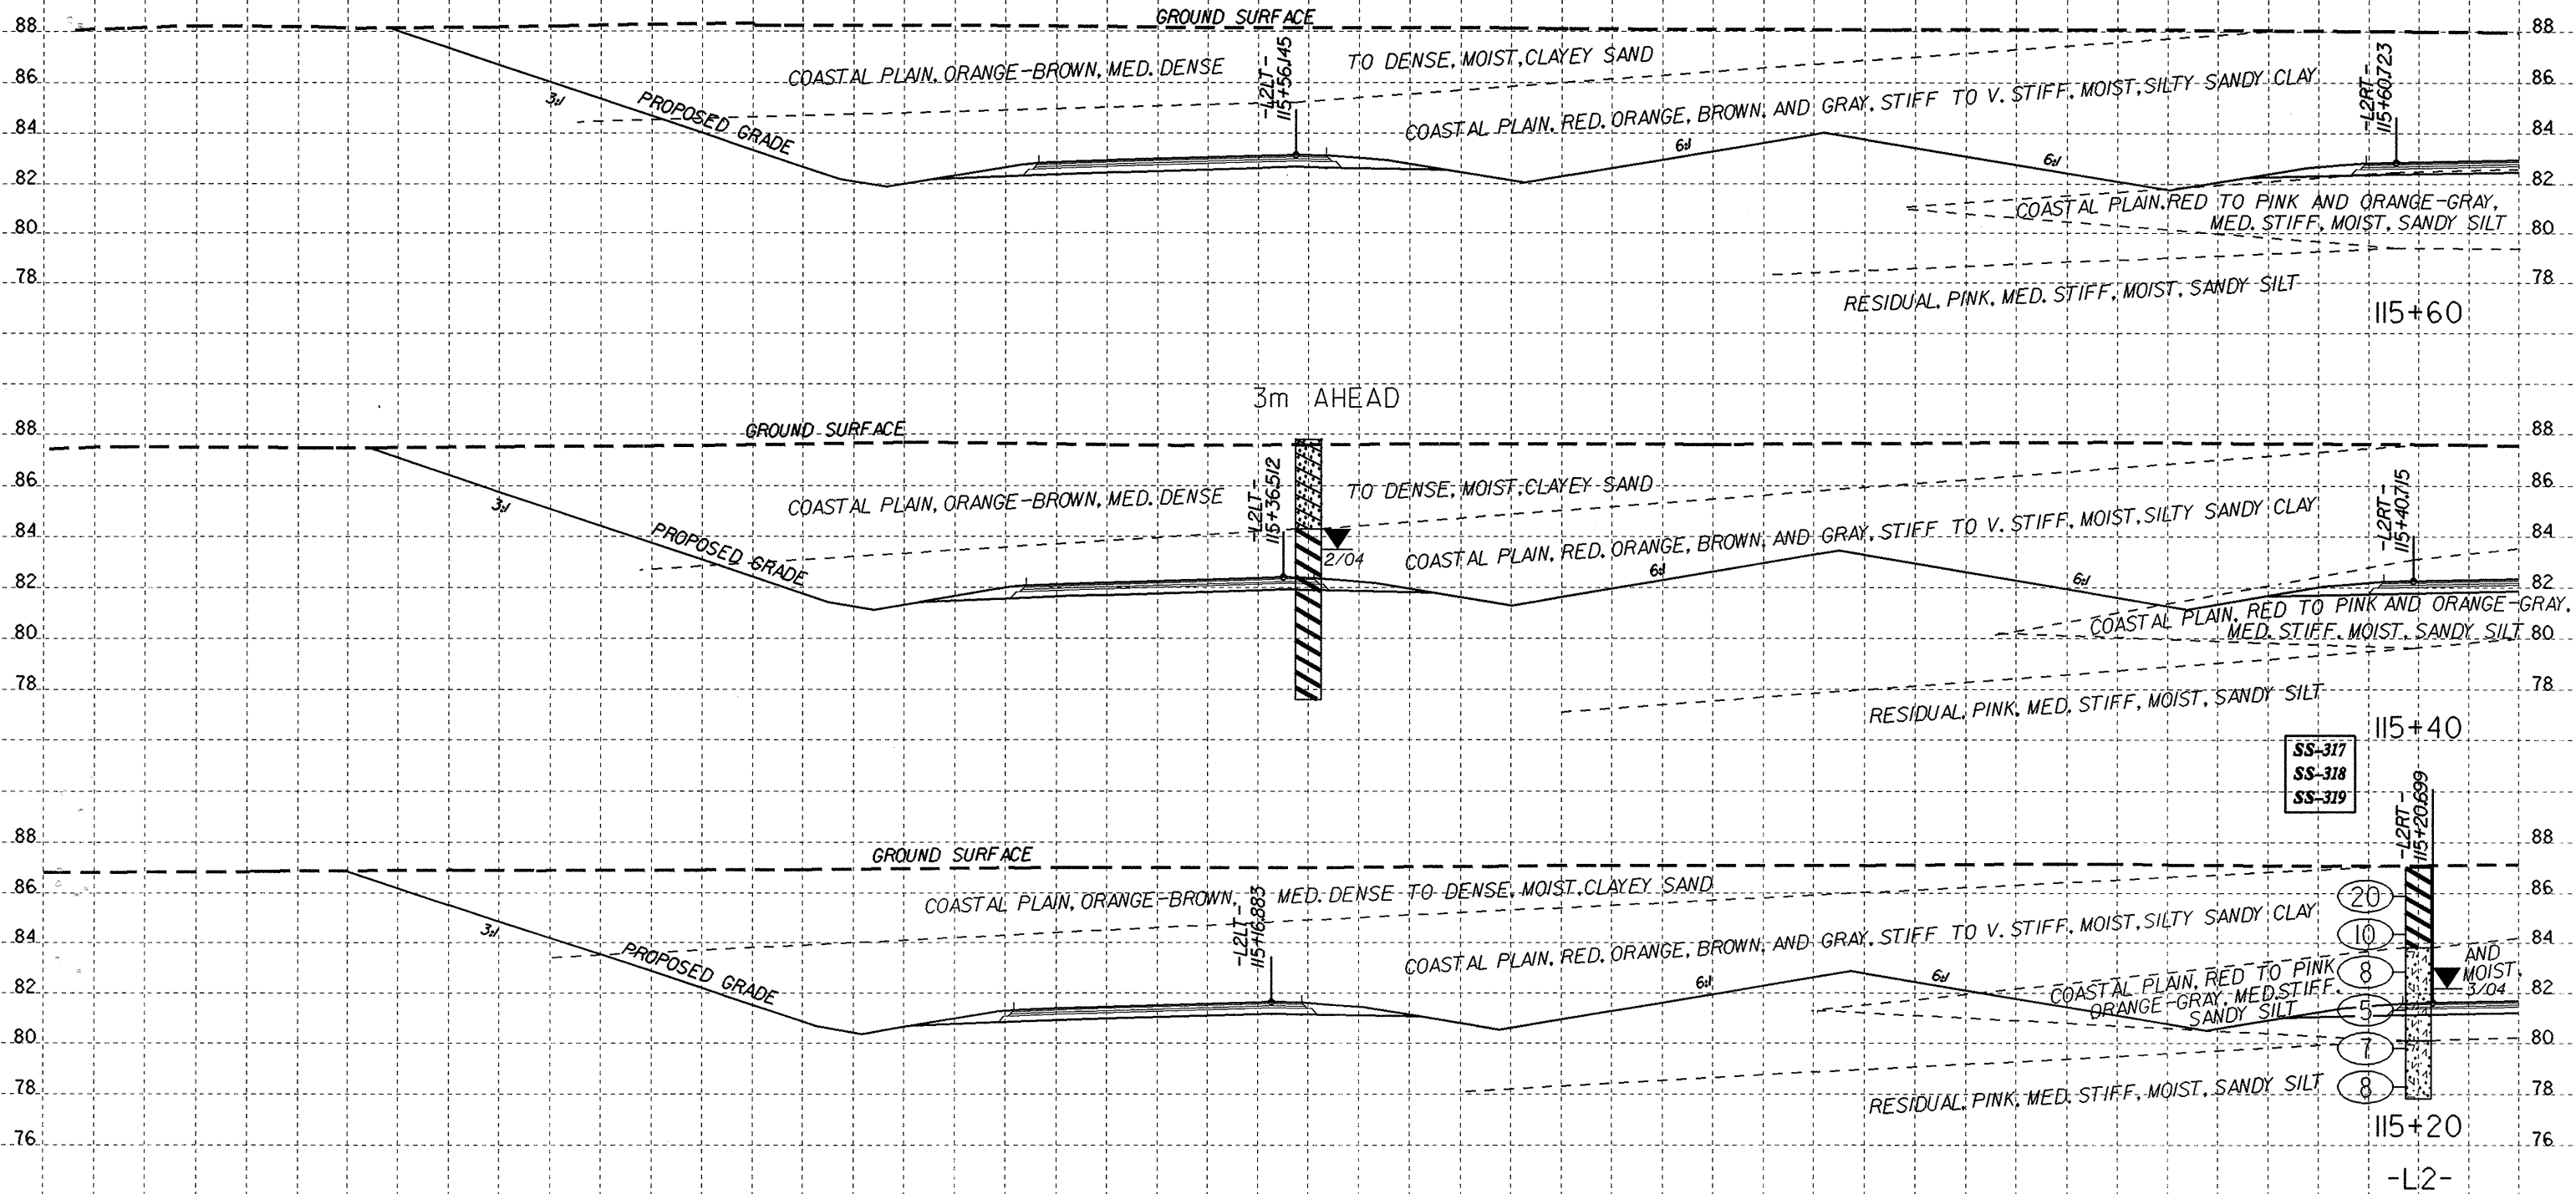 GROUND SURFACE
88 88
COASTAL PLAIN, ORANGE-BROWN, MED. DENSE TO DENSE, MOIST, CLAYEY SAND
-L2LT-
115+56.145
-L2RT-
115+60.723
86 86
3:1
PROPOSED GRADE
COASTAL PLAIN, RED, ORANGE, BROWN, AND GRAY, STIFF TO V. STIFF, MOIST, SILTY SANDY CLAY
84 84
6:1
6:1
82 82
COASTAL PLAIN, RED TO PINK AND ORANGE-GRAY,
MED. STIFF, MOIST, SANDY SILT
80 80
78 78
RESIDUAL, PINK, MED. STIFF, MOIST, SANDY SILT
115+60
3m AHEAD
GROUND SURFACE
88 88
COASTAL PLAIN, ORANGE-BROWN, MED. DENSE TO DENSE, MOIST, CLAYEY SAND
-L2LT-
115+36.512
-L2RT-
115+40.715
86 86
3:1
PROPOSED GRADE
84 84
2/04
COASTAL PLAIN, RED, ORANGE, BROWN, AND GRAY, STIFF TO V. STIFF, MOIST, SILTY SANDY CLAY
6:1
6:1
82 82
COASTAL PLAIN, RED TO PINK AND ORANGE-GRAY,
MED. STIFF, MOIST, SANDY SILT
80 80
78 78
RESIDUAL, PINK, MED. STIFF, MOIST, SANDY SILT
115+40
SS-317
SS-318
SS-319
-L2RT-
115+20.699
88 88
GROUND SURFACE
86 86
COASTAL PLAIN, ORANGE-BROWN, MED. DENSE TO DENSE, MOIST, CLAYEY SAND
-L2LT-
115+16.883
20
3:1
PROPOSED GRADE
COASTAL PLAIN, RED, ORANGE, BROWN, AND GRAY, STIFF TO V. STIFF, MOIST, SILTY SANDY CLAY
10
84 84
6:1
6:1
COASTAL PLAIN, RED TO PINK AND
ORANGE-GRAY, MED. STIFF, MOIST,
SANDY SILT
8
3/04
82 82
5
80 80
7
78 78
RESIDUAL, PINK, MED. STIFF, MOIST, SANDY SILT
8
115+20
76 76
-L2-